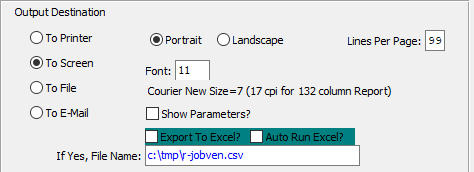 Output Destination
To Printer
Portrait
Landscape
Lines Per Page: 99
To Screen
Font: 11
To File
Courier New Size=7 (17 cpi for 132 column Report)
To E-Mail
Show Parameters?
Export To Excel?
Auto Run Excel?
If Yes, File Name: c:\tmp\r-jobven.csv